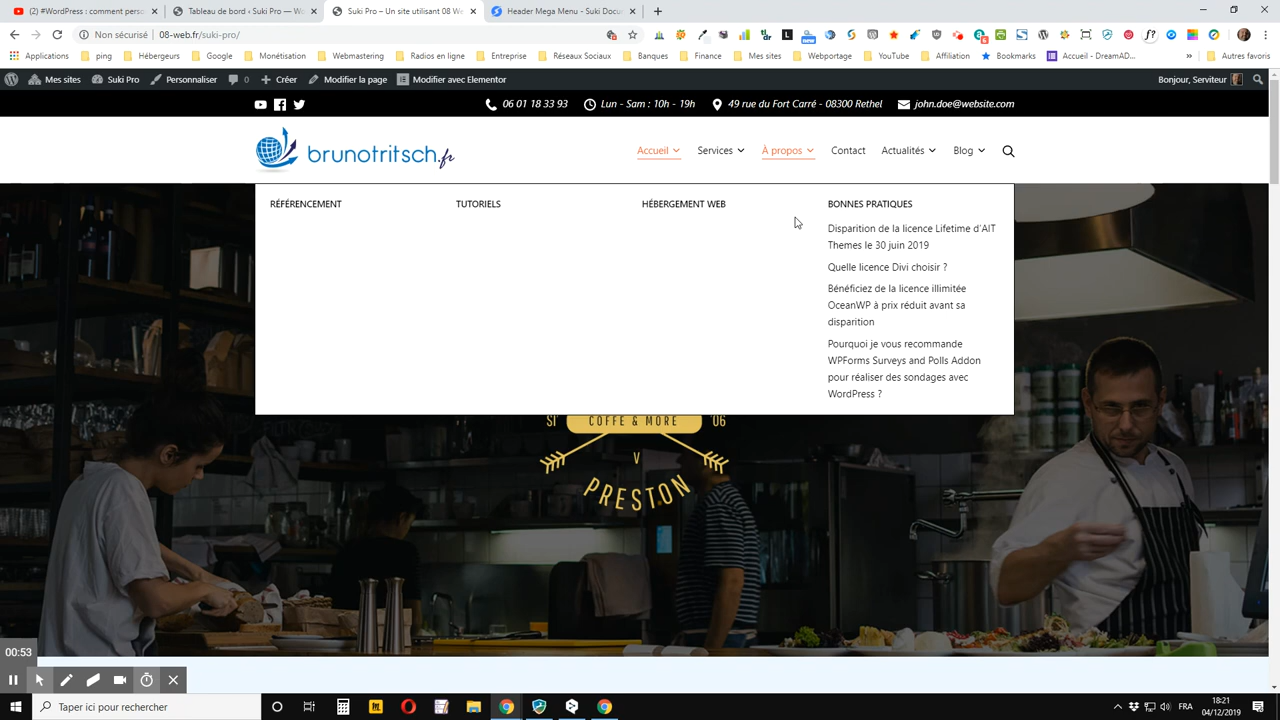 (2) #WordPress : comment perso
Tableau de bord ‹ Suki Pro — Wo
Suki Pro – Un site utilisant 08 We
Header Mega Menu - Suki Docu
Non sécurisé
08-web.fr/suki-pro/
Applications
ping
Hébergeurs
Google
Monétisation
Webmastering
Radios en ligne
Entreprise
Réseaux Sociaux
Banques
Finance
Mes sites
Webportage
YouTube
Affiliation
Bookmarks
Accueil - DreamAD...
»
Autres favoris
Mes sites
Suki Pro
Personnaliser
0
Créer
Modifier la page
Modifier avec Elementor
Bonjour, Serviteur
06 01 18 33 93
Lun - Sam : 10h - 19h
49 rue du Fort Carré - 08300 Rethel
john.doe@website.com
brunotritsch.fr
Accueil
Services
À propos
Contact
Actualités
Blog
RÉFÉRENCEMENT
TUTORIELS
HÉBERGEMENT WEB
BONNES PRATIQUES
Disparition de la licence Lifetime d'AIT
Themes le 30 juin 2019
Quelle licence Divi choisir ?
Bénéficiez de la licence illimitée
OceanWP à prix réduit avant sa
disparition
Pourquoi je vous recommande
WPForms Surveys and Polls Addon
pour réaliser des sondages avec
WordPress ?
COFFE & MORE
'06
V
PRESTON
00:53
Taper ici pour rechercher
FRA
18:21
04/12/2019